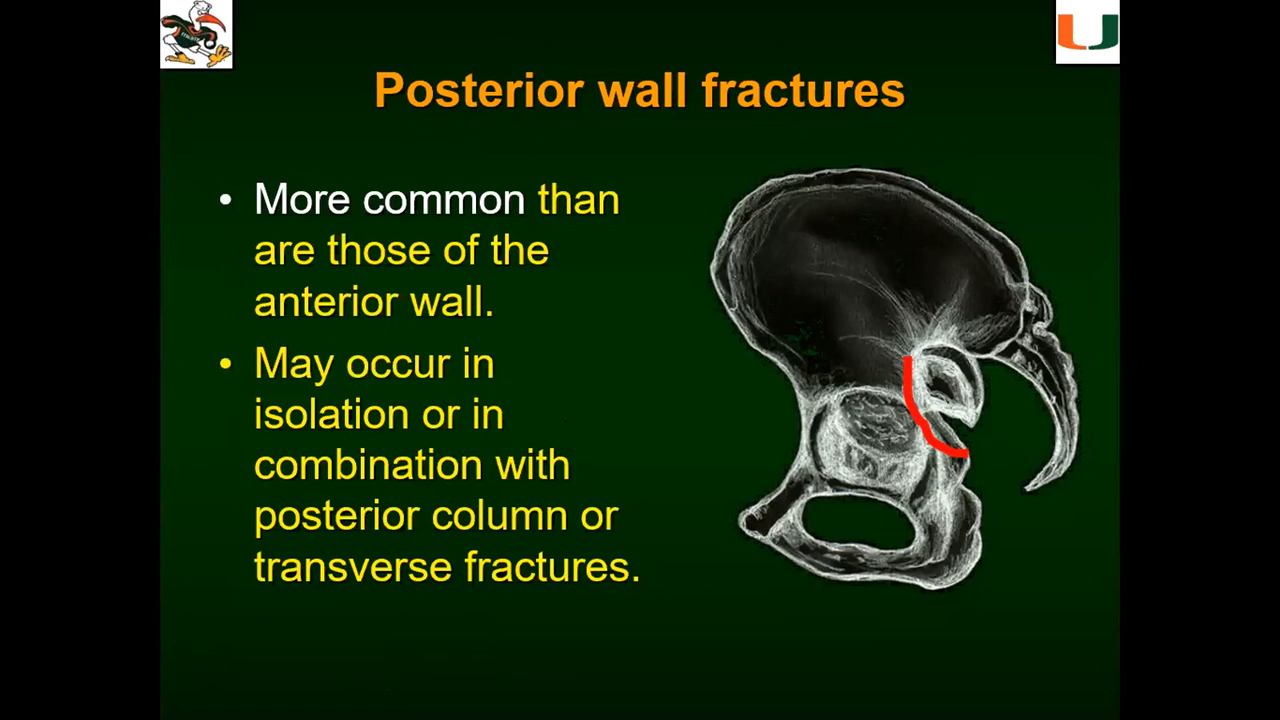 Posterior wall fractures
• More common than
are those of the
anterior wall.
• May occur in
isolation or in
combination with
posterior column or
transverse fractures.